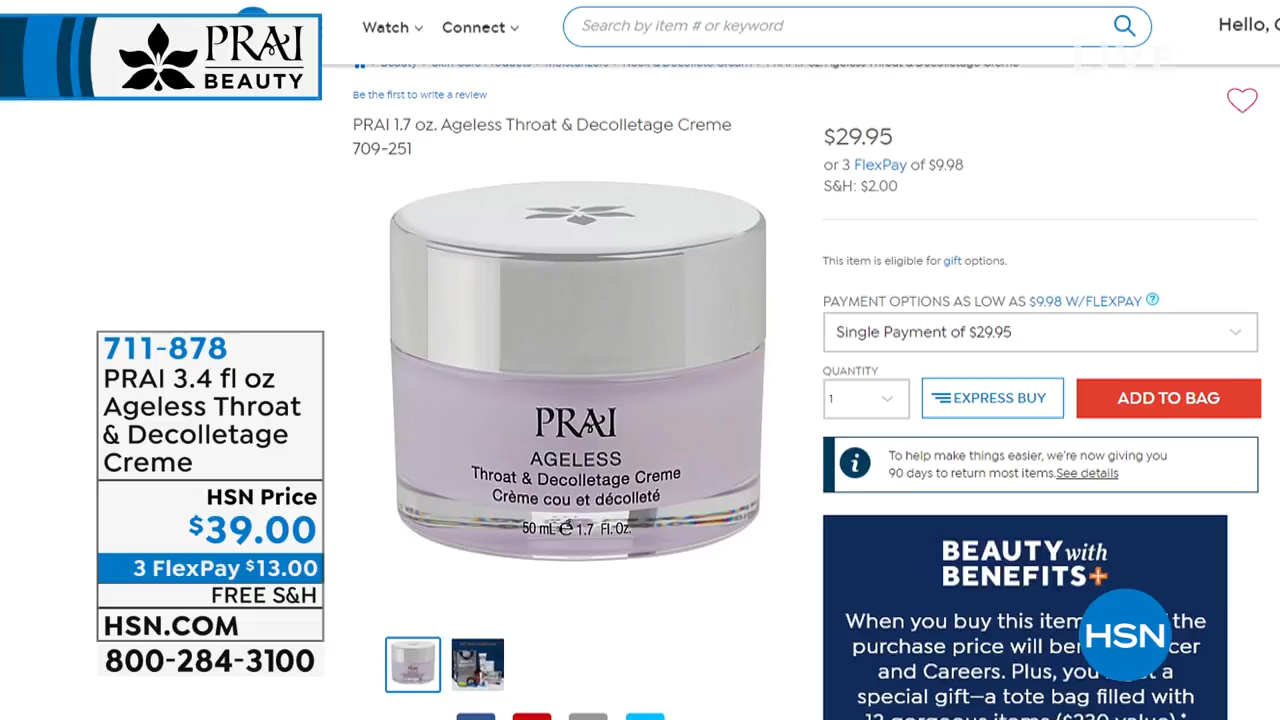 PRAI
BEAUTY
Watch
Connect
Search by item # or keyword
Hello,
LIVE
Be the first to write a review
PRAI 1.7 oz. Ageless Throat & Decolletage Creme
709-251
PRAI
AGELESS
Throat & Decolletage Creme
Crème cou et décolleté
50 mL e 1.7 Fl. Oz.
$29.95
or 3 FlexPay of $9.98
S&H: $2.00
This item is eligible for gift options.
PAYMENT OPTIONS AS LOW AS $9.98 W/FLEXPAY ?
Single Payment of $29.95
QUANTITY
1
EXPRESS BUY
ADD TO BAG
i
To help make things easier, we're now giving you
90 days to return most items.See details
BEAUTY with
BENEFITS+
When you buy this item the
purchase price will
and Careers. Plus, you a
special gift—a tote bag filled with
HSN
711-878
PRAI 3.4 fl oz
Ageless Throat
& Decolletage
Creme
HSN Price
$39.00
3 FlexPay $13.00
FREE S&H
HSN.COM
800-284-3100